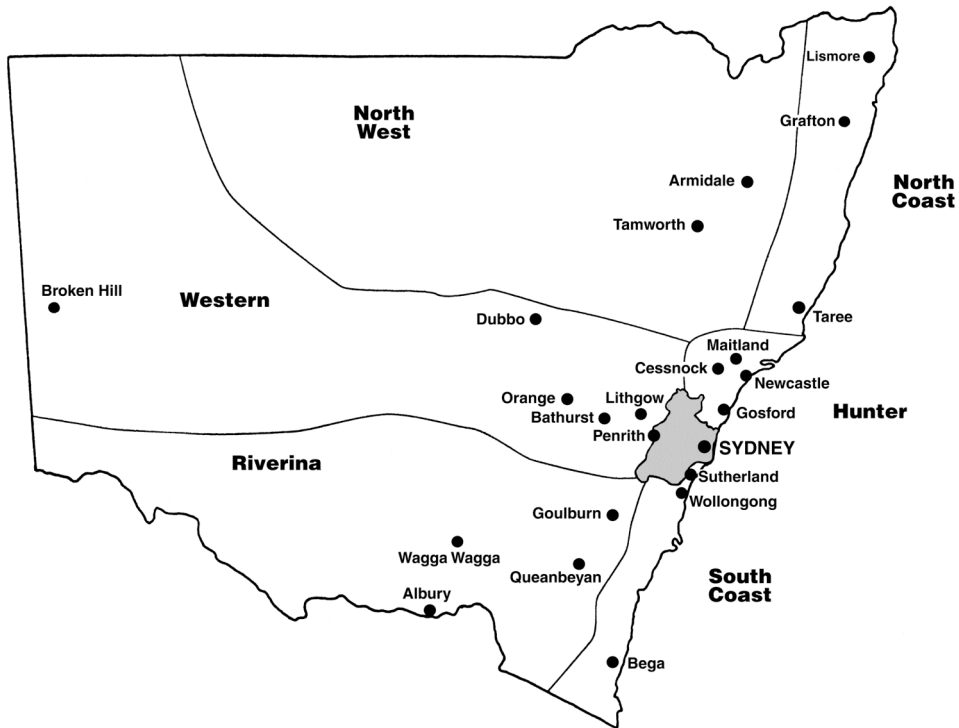 Lismore
North
West
Grafton
Armidale
North
Coast
Tamworth
Broken Hill
Western
Dubbo
Taree
Maitland
Cessnock
Newcastle
Orange
Lithgow
Bathurst
Gosford
Hunter
Penrith
SYDNEY
Riverina
Sutherland
Wollongong
Goulburn
Wagga Wagga
Queanbeyan
South
Coast
Albury
Bega